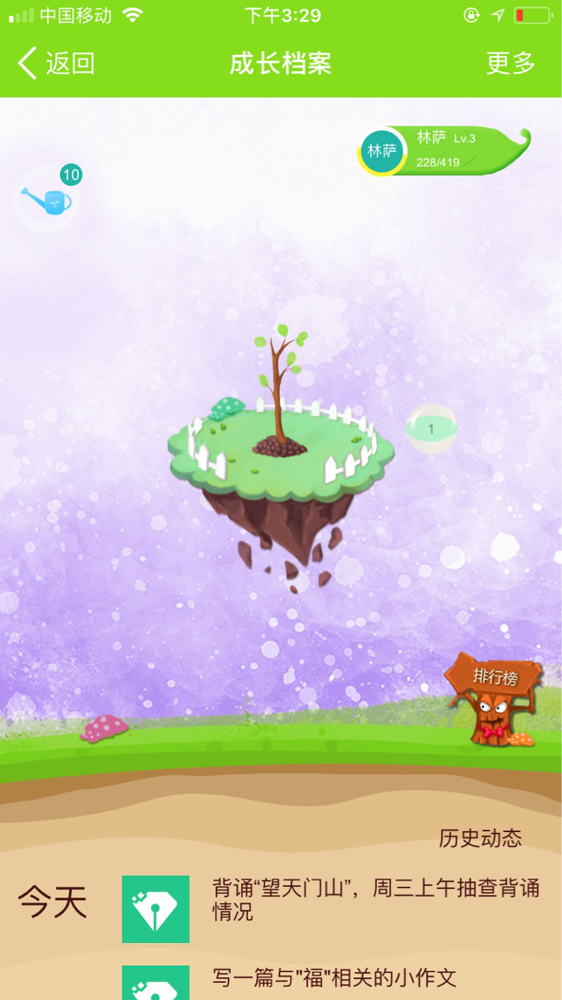 中国移动 下午3:29
返回 成长档案 更多
林萨 林萨 Lv.3
228/419
10
1
排行榜
历史动态
今天
背诵“望天门山”，周三上午抽查背诵
情况
写一篇与"福"相关的小作文